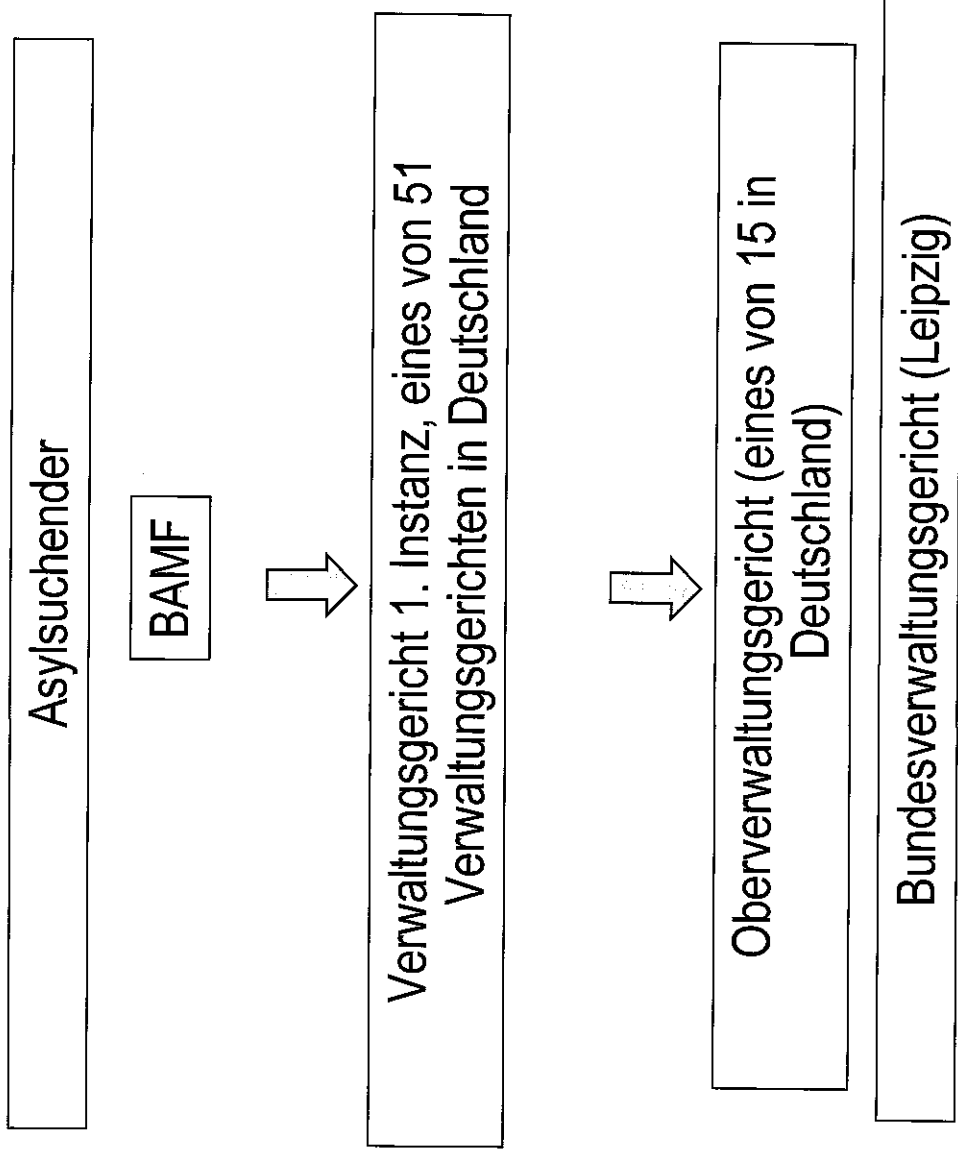 Asylsuchender
BAMF
Verwaltungsgericht 1. Instanz, eines von 51
Verwaltungsgerichten in Deutschland
Oberverwaltungsgericht (eines von 15 in
Deutschland)
Bundesverwaltungsgericht (Leipzig)